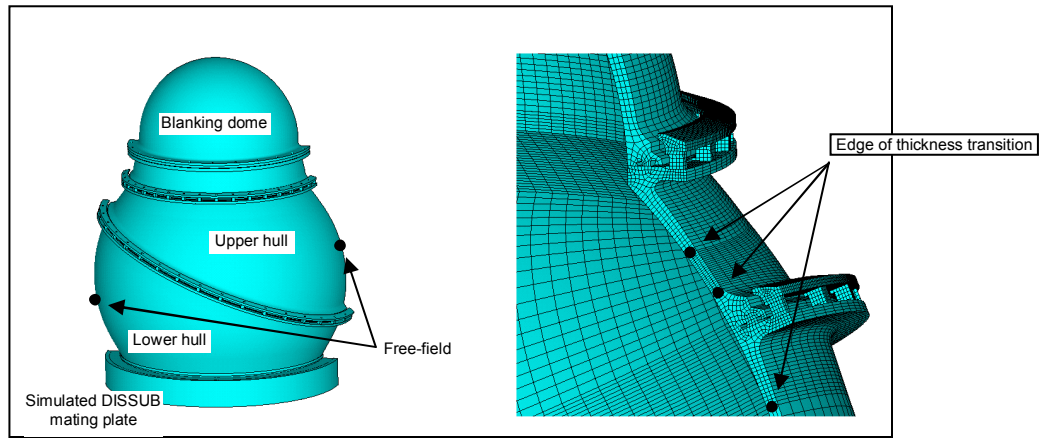 Blanking dome
Upper hull
Lower hull
Free-field
Simulated DISSUB
mating plate
Edge of thickness transition